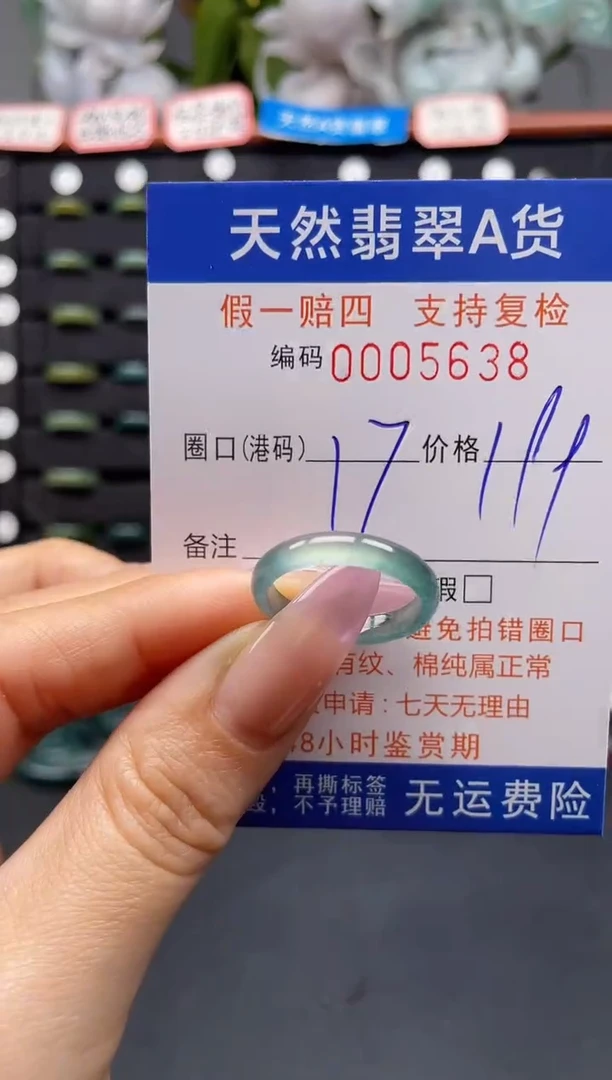 天然翡翠A货
假一赔四 支持复检
编码 0005638
圈口(港码) 17 价格
备注
假□
避免拍错圈口
有纹、棉纯属正常
申请:七天无理由
8小时鉴赏期
再撕标签
不予理赔
无运费险